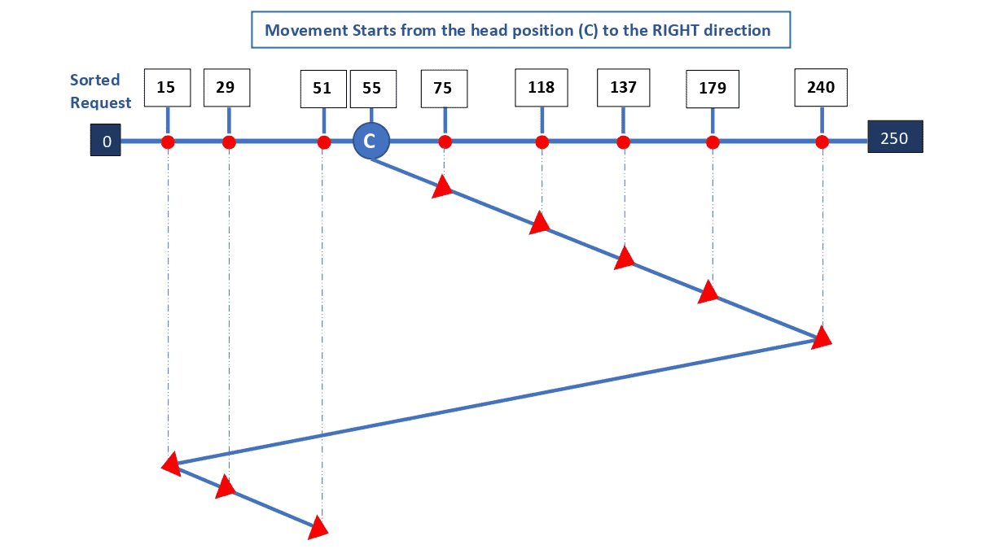 Movement Starts from the head position (C) to the RIGHT direction
Sorted
Request
15
29
51
55
75
118
137
179
240
0
C
250